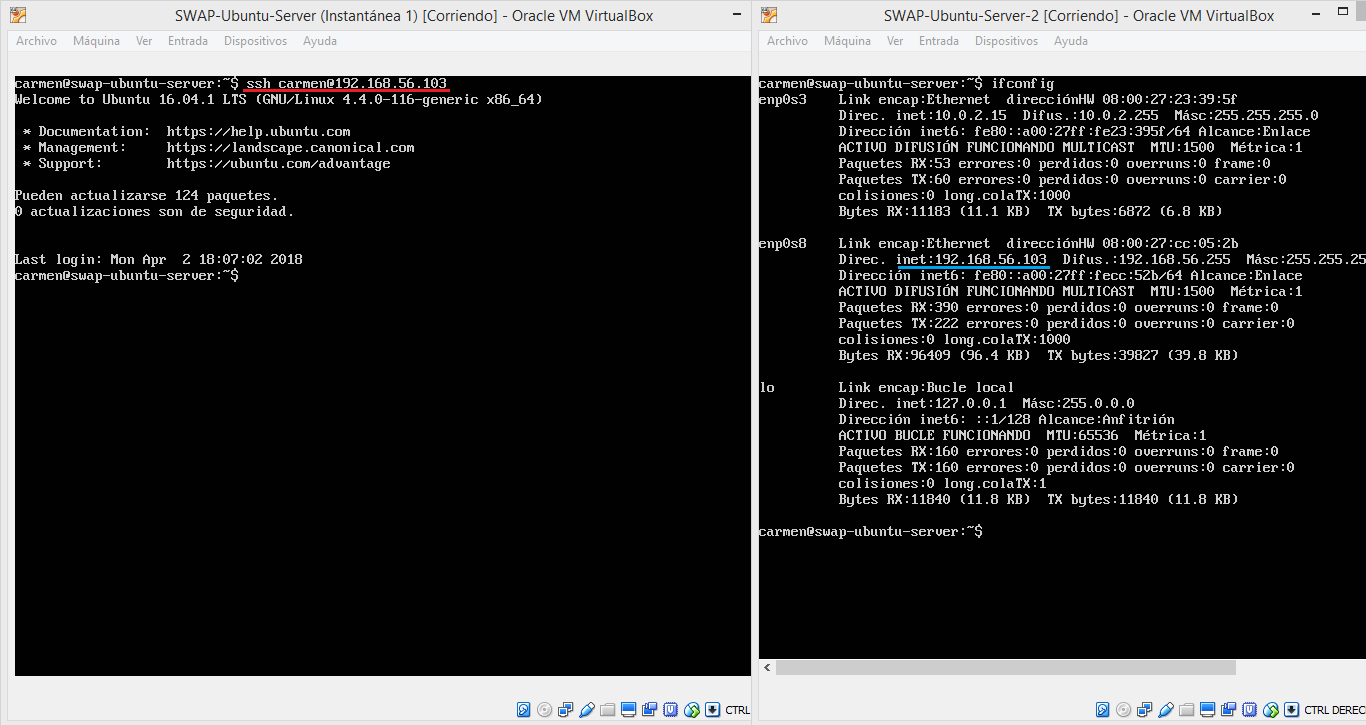 SWAP-Ubuntu-Server (Instantánea 1) [Corriendo] - Oracle VM VirtualBox
Archivo Máquina Ver Entrada Dispositivos Ayuda
carmen@swap-ubuntu-server:~$ ssh carmen@192.168.56.103
Welcome to Ubuntu 16.04.1 LTS (GNU/Linux 4.4.0-116-generic x86_64)
* Documentation: https://help.ubuntu.com
* Management: https://landscape.canonical.com
* Support: https://ubuntu.com/advantage
Pueden actualizarse 124 paquetes.
0 actualizaciones son de seguridad.
Last login: Mon Apr 2 18:07:02 2018
carmen@swap-ubuntu-server:~$
CTRL
SWAP-Ubuntu-Server-2 [Corriendo] - Oracle VM VirtualBox
Archivo Máquina Ver Entrada Dispositivos Ayuda
carmen@swap-ubuntu-server:~$ ifconfig
enp0s3 Link encap:Ethernet direcciónHW 08:00:27:23:39:5f
Direc. inet:10.0.2.15 Difus.:10.0.2.255 Másc:255.255.255.0
Dirección inet6: fe80::a00:27ff:fe23:395f/64 Alcance:Enlace
ACTIVO DIFUSIÓN FUNCIONANDO MULTICAST MTU:1500 Métrica:1
Paquetes RX:53 errores:0 perdidos:0 overruns:0 frame:0
Paquetes TX:60 errores:0 perdidos:0 overruns:0 carrier:0
colisiones:0 long.colaTX:1000
Bytes RX:11183 (11.1 KB) TX bytes:6872 (6.8 KB)
enp0s8 Link encap:Ethernet direcciónHW 08:00:27:cc:05:2b
Direc. inet:192.168.56.103 Difus.:192.168.56.255 Másc:255.255.25
Dirección inet6: fe80::a00:27ff:fecc:52b/64 Alcance:Enlace
ACTIVO DIFUSIÓN FUNCIONANDO MULTICAST MTU:1500 Métrica:1
Paquetes RX:390 errores:0 perdidos:0 overruns:0 frame:0
Paquetes TX:222 errores:0 perdidos:0 overruns:0 carrier:0
colisiones:0 long.colaTX:1000
Bytes RX:96409 (96.4 KB) TX bytes:39827 (39.8 KB)
lo Link encap:Bucle local
Direc. inet:127.0.0.1 Másc:255.0.0.0
Dirección inet6: ::1/128 Alcance:Anfitrión
ACTIVO BUCLE FUNCIONANDO MTU:65536 Métrica:1
Paquetes RX:160 errores:0 perdidos:0 overruns:0 frame:0
Paquetes TX:160 errores:0 perdidos:0 overruns:0 carrier:0
colisiones:0 long.colaTX:1
Bytes RX:11840 (11.8 KB) TX bytes:11840 (11.8 KB)
carmen@swap-ubuntu-server:~$
CTRL DEREC